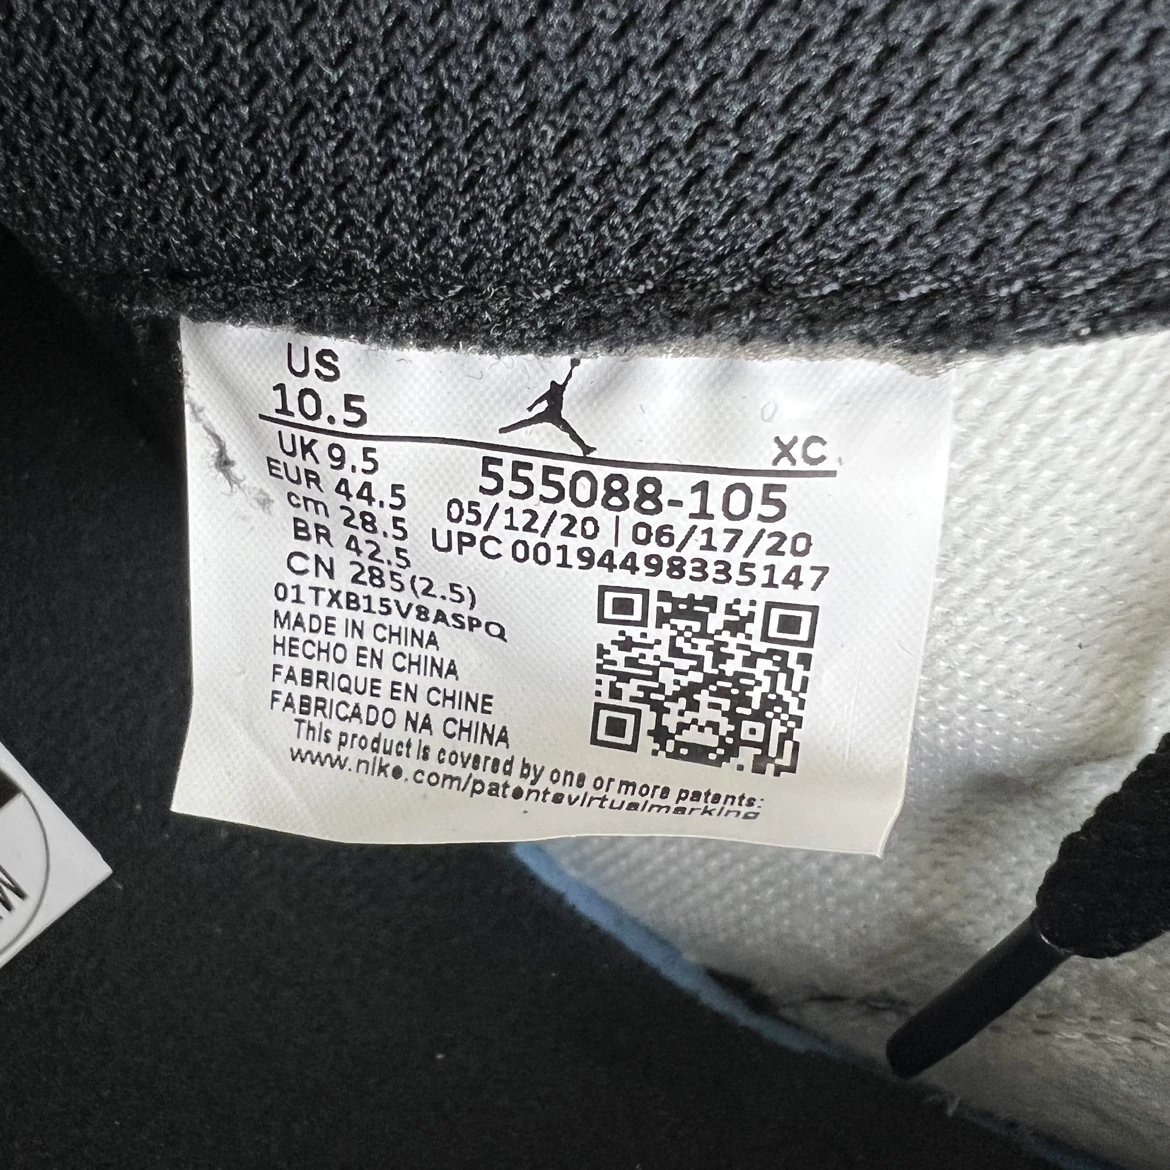 US
10.5
XC
UK 9.5
EUR 44.5
cm 28.5
BR 42.5
CN 285(2.5)
555088-105
05/12/20 | 06/17/20
UPC 00194498335147
01TXB15V8ASPQ
MADE IN CHINA
HECHO EN CHINA
FABRIQUE EN CHINE
FABRICADO NA CHINA
This product is covered by one or more patents:
www.nike.com/patentsvirtualmarking